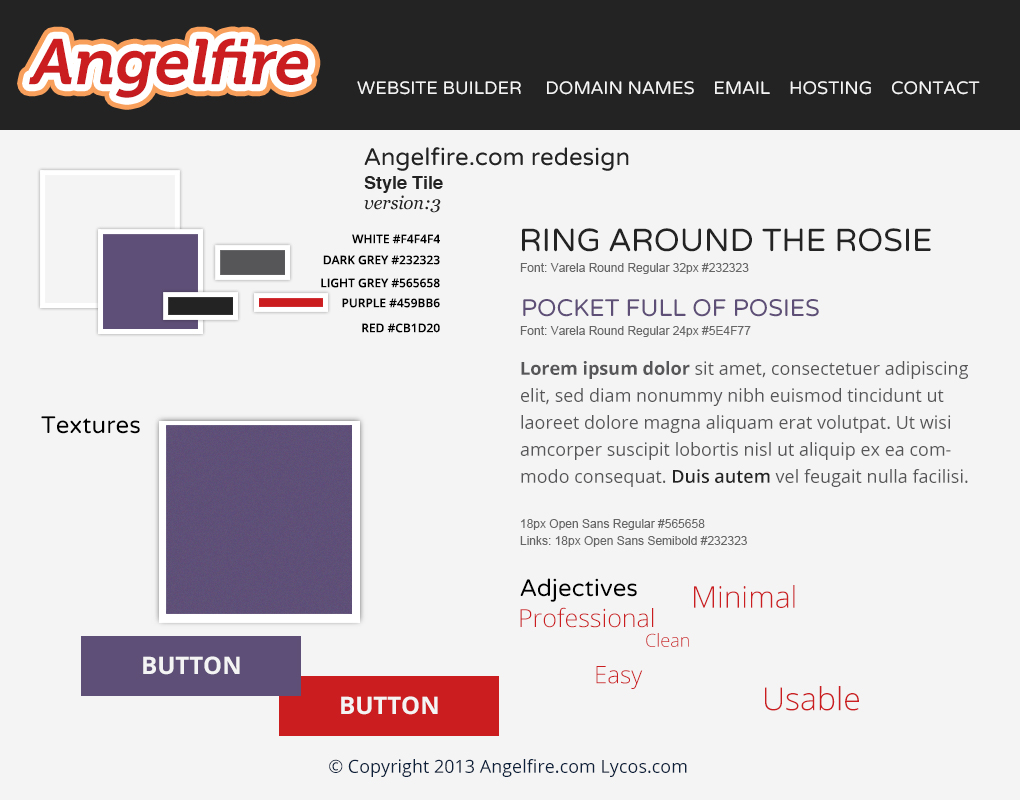 Angelfire
WEBSITE BUILDER DOMAIN NAMES EMAIL HOSTING CONTACT
Angelfire.com redesign
Style Tile
version:3
WHITE #F4F4F4
DARK GREY #232323
LIGHT GREY #565658
PURPLE #459BB6
RED #CB1D20
RING AROUND THE ROSIE
Font: Varela Round Regular 32px #232323
POCKET FULL OF POSIES
Font: Varela Round Regular 24px #5E4F77
Lorem ipsum dolor sit amet, consectetuer adipiscing
elit, sed diam nonummy nibh euismod tincidunt ut
laoreet dolore magna aliquam erat volutpat. Ut wisi
amcorper suscipit lobortis nisl ut aliquip ex ea com-
modo consequat. Duis autem vel feugait nulla facilisi.
18px Open Sans Regular #565658
Links: 18px Open Sans Semibold #232323
Textures
BUTTON
BUTTON
Adjectives
Minimal
Professional
Clean
Easy
Usable
© Copyright 2013 Angelfire.com Lycos.com